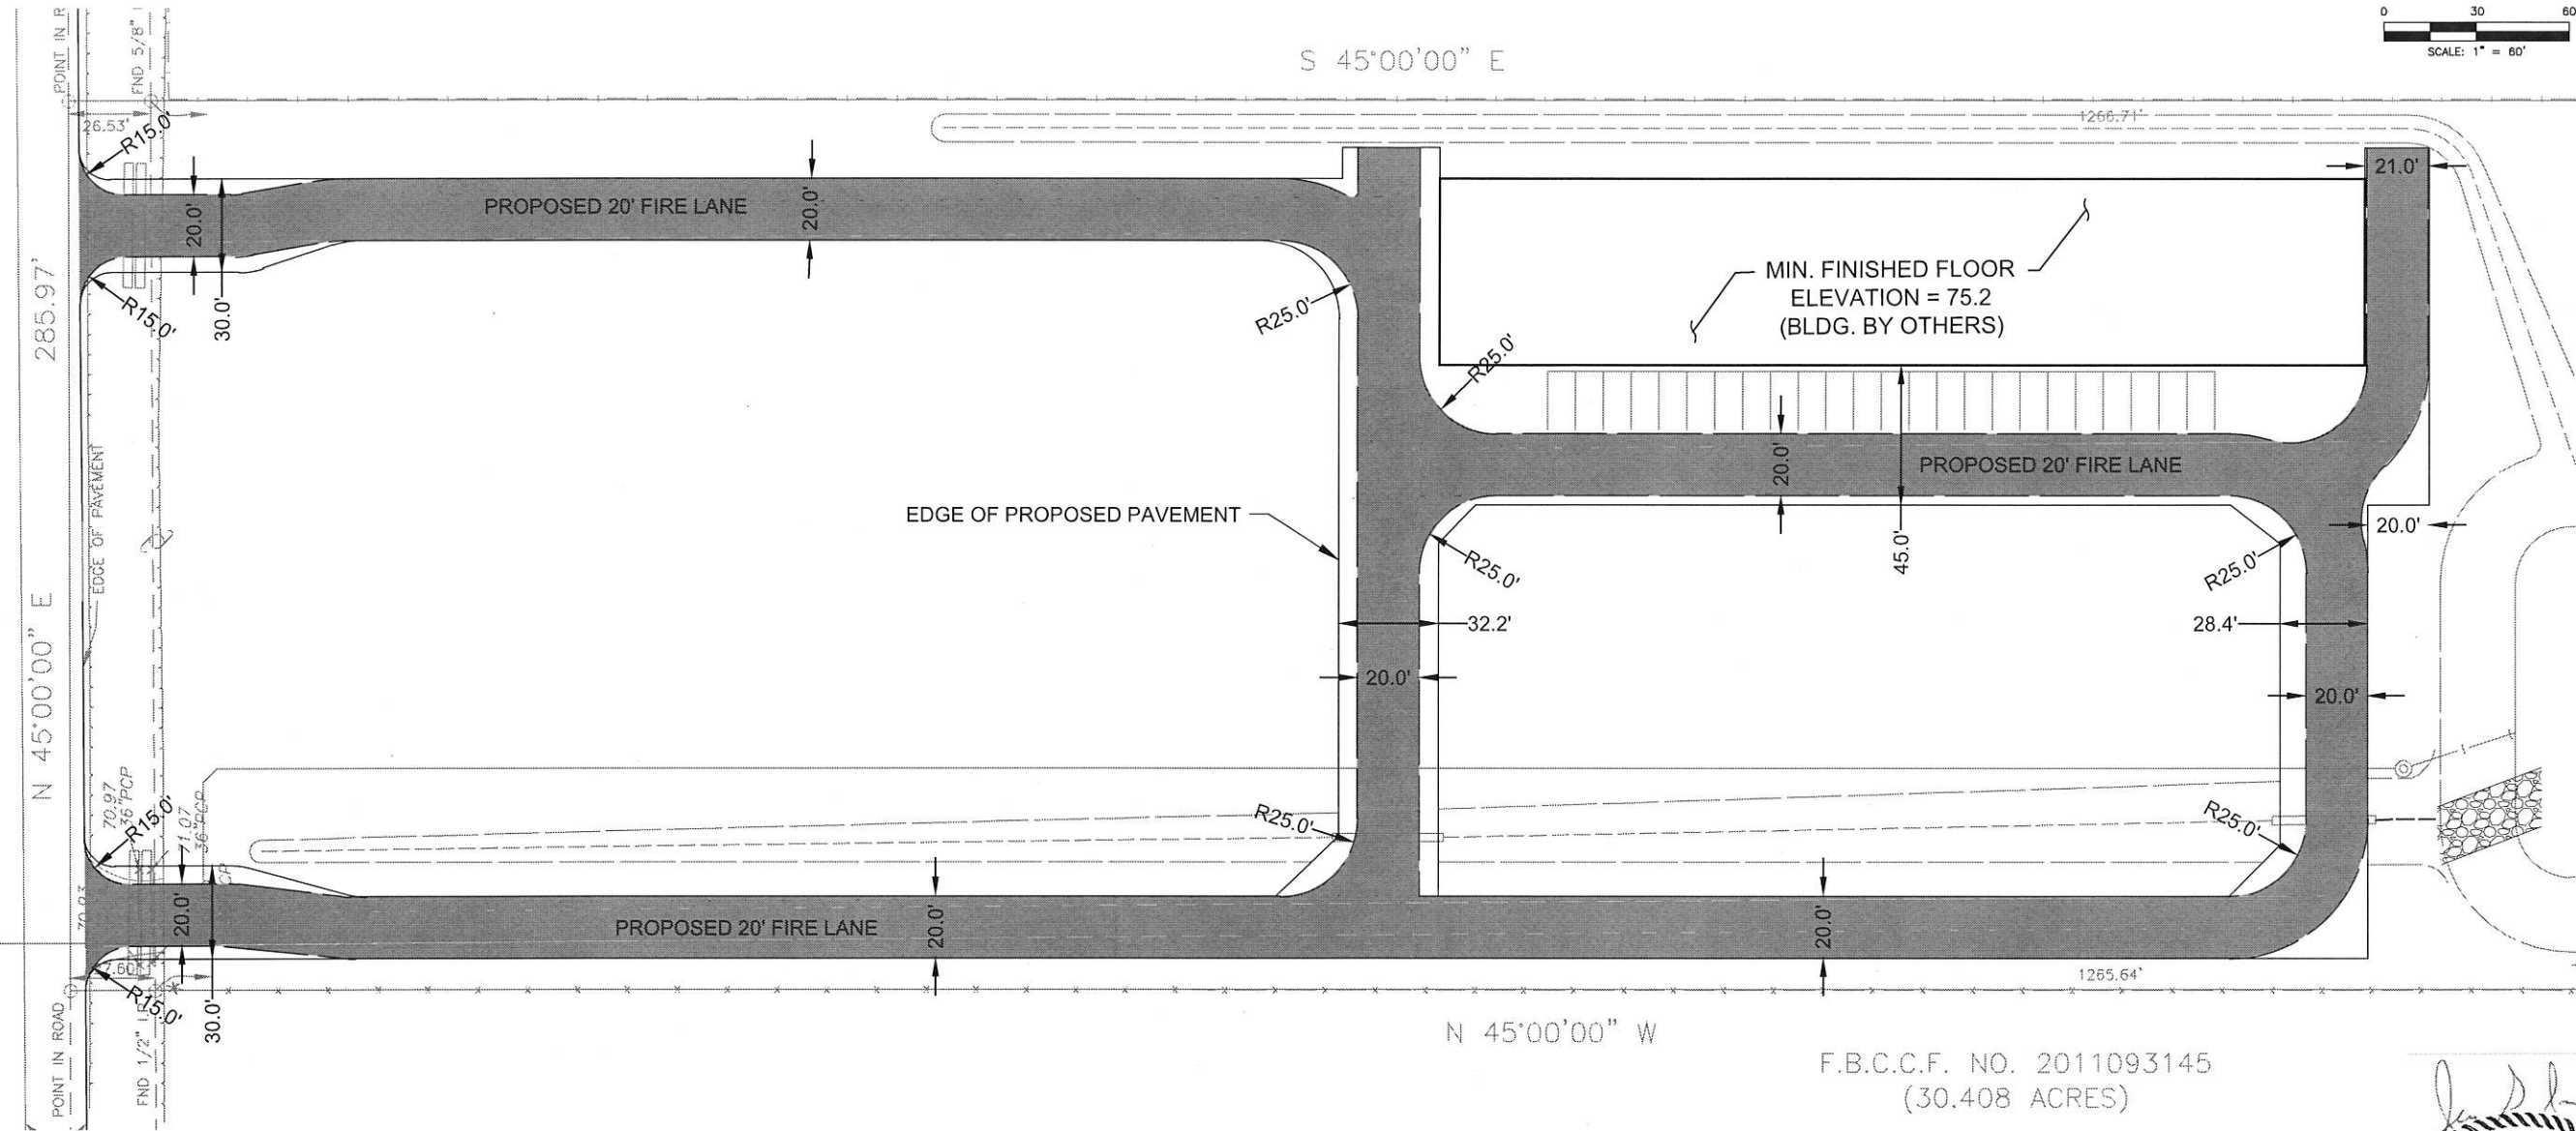 0 30 60
SCALE: 1" = 60'
POINT IN R
FND 5/8"
S 45°00'00" E
1266.71'
26.53'
R15.0'
20.0'
30.0'
R15.0'
PROPOSED 20' FIRE LANE
20.0'
21.0'
MIN. FINISHED FLOOR
ELEVATION = 75.2
(BLDG. BY OTHERS)
R25.0'
R25.0'
285.97'
N 45°00'00" E
EDGE OF PAVEMENT
20.0'
PROPOSED 20' FIRE LANE
45.0'
EDGE OF PROPOSED PAVEMENT
20.0'
R25.0'
R25.0'
32.2'
28.4'
20.0'
20.0'
70.97
36"PCP
71.07
36"PCP
R15.0'
R25.0'
R25.0'
20.0'
30.0'
PROPOSED 20' FIRE LANE
20.0'
20.0'
R15.0'
1265.64'
POINT IN ROAD
FND 1/2"
N 45°00'00" W
F.B.C.C.F. NO. 2011093145
(30.408 ACRES)